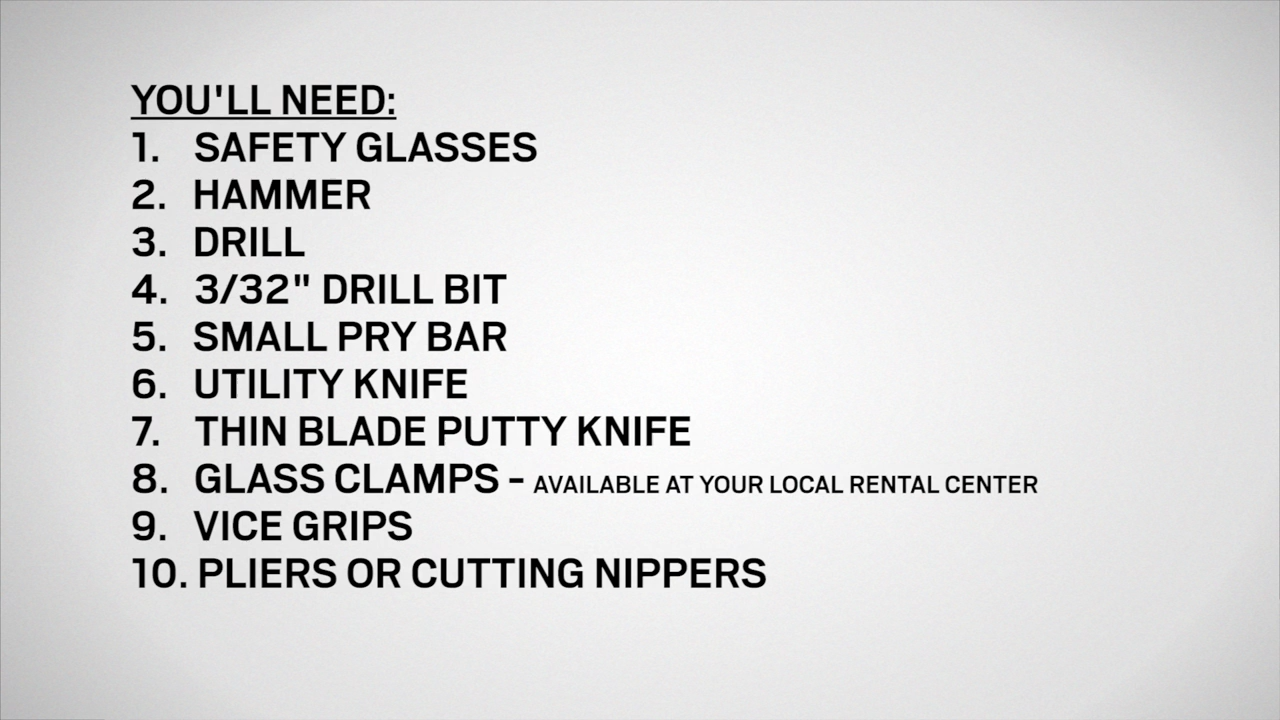 YOU'LL NEED:
1. SAFETY GLASSES
2. HAMMER
3. DRILL
4. 3/32" DRILL BIT
5. SMALL PRY BAR
6. UTILITY KNIFE
7. THIN BLADE PUTTY KNIFE
8. GLASS CLAMPS - AVAILABLE AT YOUR LOCAL RENTAL CENTER
9. VICE GRIPS
10. PLIERS OR CUTTING NIPPERS